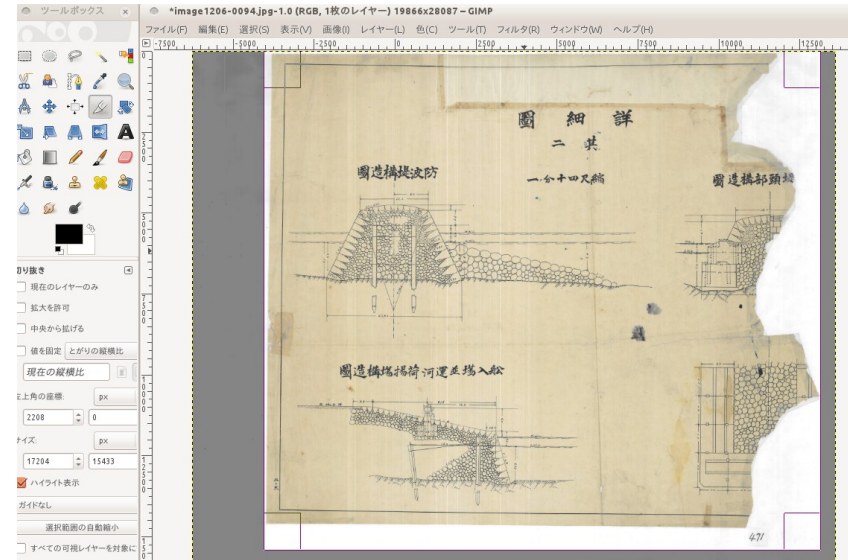 ツールボックス
*image1206-0094.jpg-1.0 (RGB, 1枚のレイヤー) 19866x28087 – GIMP
ファイル(F) 編集(E) 選択(S) 表示(V) 画像(I) レイヤー(L) 色(C) ツール(T) フィルタ(R) ウィンドウ(W) ヘルプ(H)
-7500 -5000 -2500 0 2500 5000 7500 10000 12500
詳細圖
共二
防波堤構造圖
縮尺四十分一
頭部構造圖
船入塲並運河荷揚塲構造圖
471
切り抜き
現在のレイヤーのみ
拡大を許可
中央から拡げる
値を固定 とがりの縦横比
現在の縦横比
左上角の座標: px
2208 0
サイズ: px
17204 15433
ハイライト表示
ガイドなし
選択範囲の自動縮小
すべての可視レイヤーを対象に